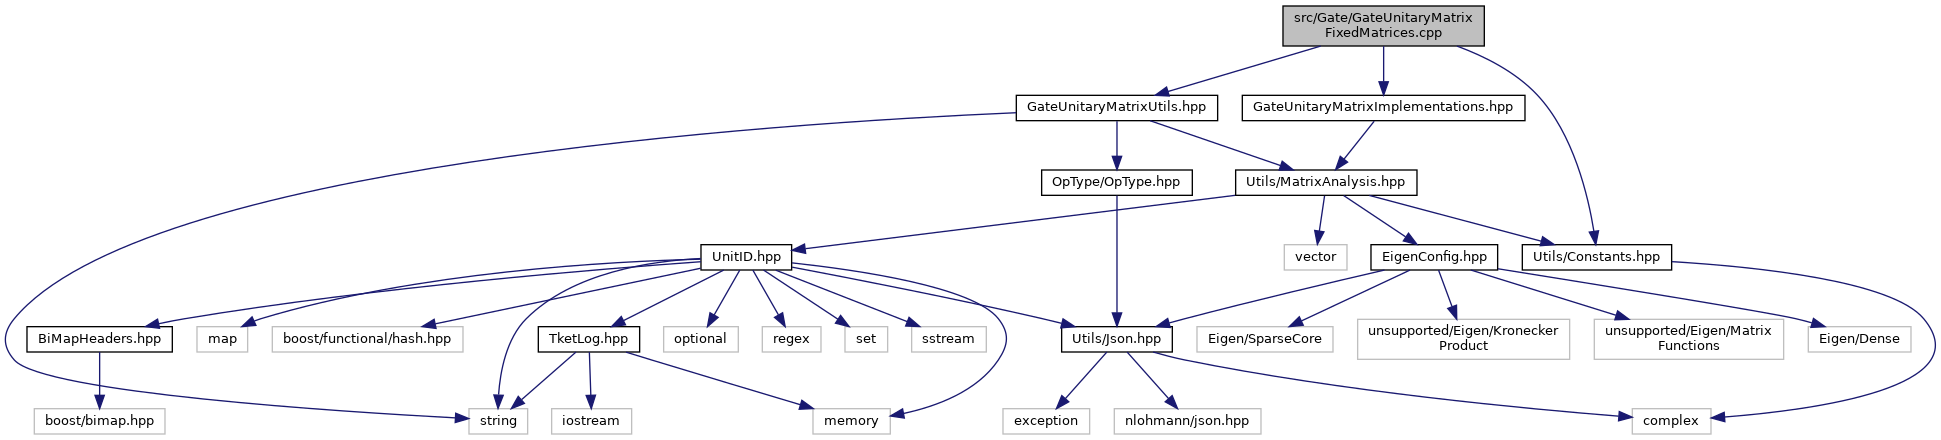 src/Gate/GateUnitaryMatrix
FixedMatrices.cpp
GateUnitaryMatrixUtils.hpp
GateUnitaryMatrixImplementations.hpp
OpType/OpType.hpp
Utils/MatrixAnalysis.hpp
UnitID.hpp
vector
EigenConfig.hpp
Utils/Constants.hpp
BiMapHeaders.hpp
map
boost/functional/hash.hpp
TketLog.hpp
optional
regex
set
sstream
Utils/Json.hpp
Eigen/SparseCore
unsupported/Eigen/Kronecker
Product
unsupported/Eigen/Matrix
Functions
Eigen/Dense
boost/bimap.hpp
string
iostream
memory
exception
nlohmann/json.hpp
complex